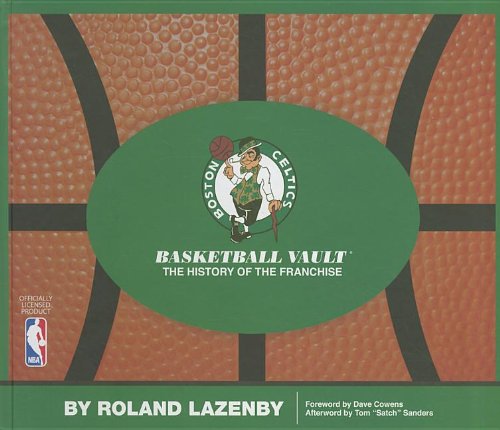 BOSTON CELTICS
BASKETBALL VAULT®
THE HISTORY OF THE FRANCHISE
OFFICIALLY
LICENSED
PRODUCT
NBA
BY ROLAND LAZENBY
Foreword by Dave Cowens
Afterword by Tom "Satch" Sanders